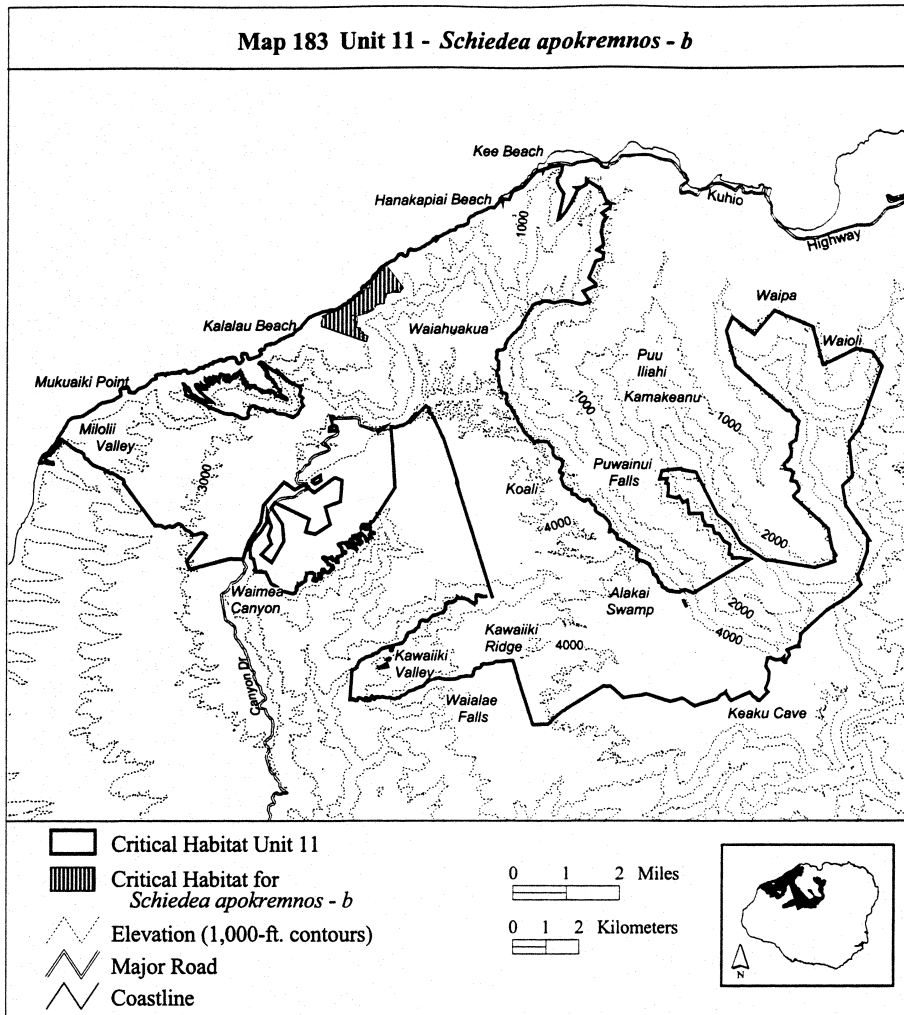 Map 183 Unit 11 - Schiedea apokremnos - b
Kee Beach
Hanakapiai Beach
Kuhio
Highway
1000
Waipa
Kalalau Beach
Waiahuakua
Waioli
Puu
Iliahi
Mukuaiki Point
Kamakeanu
1000
1000
Milolii
Valley
3000
Puwainui
Falls
Koali
4000
2000
Waimea
Canyon
Alakai
Swamp
2000
4000
Kawaiiki
Ridge
4000
Kawaiiki
Valley
Canyon Dr
Waialae
Falls
Keaku Cave
Critical Habitat Unit 11
Critical Habitat for
Schiedea apokremnos - b
Elevation (1,000-ft. contours)
Major Road
Coastline
0 1 2 Miles
0 1 2 Kilometers
N